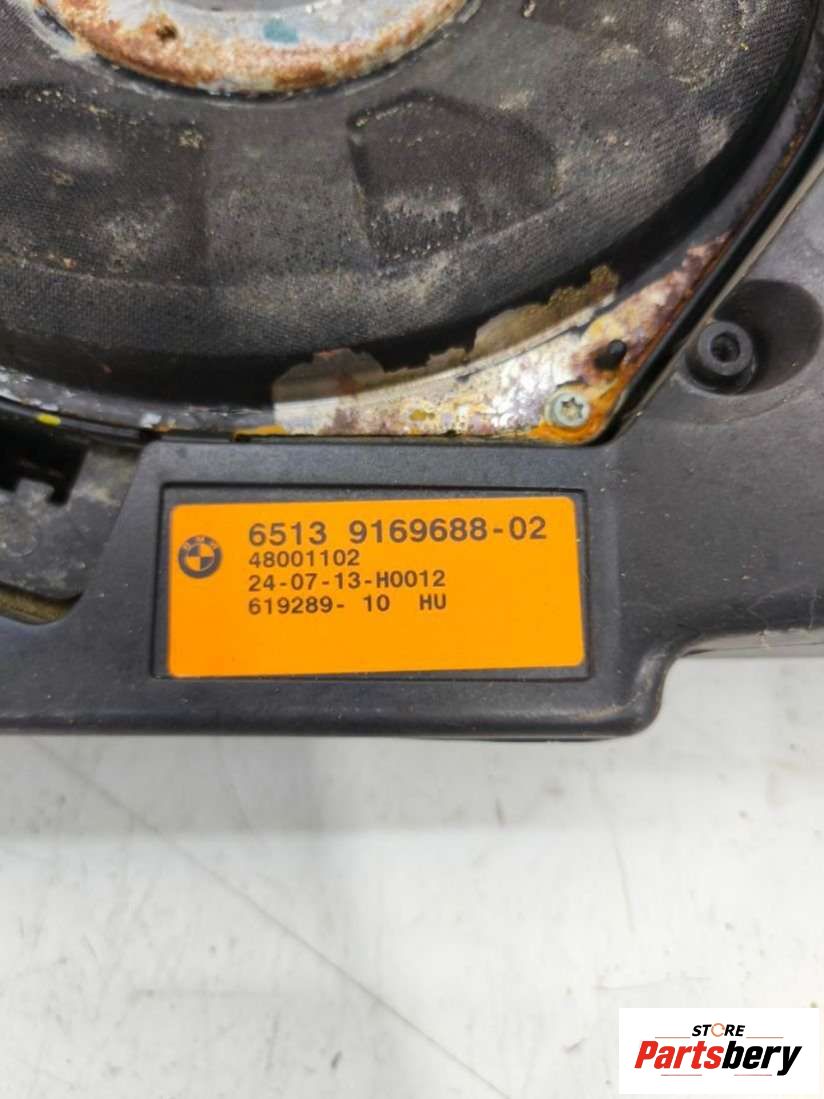 6513 9169688-02
48001102
24-07-13-H0012
619289- 10 HU
STORE
Partsbery